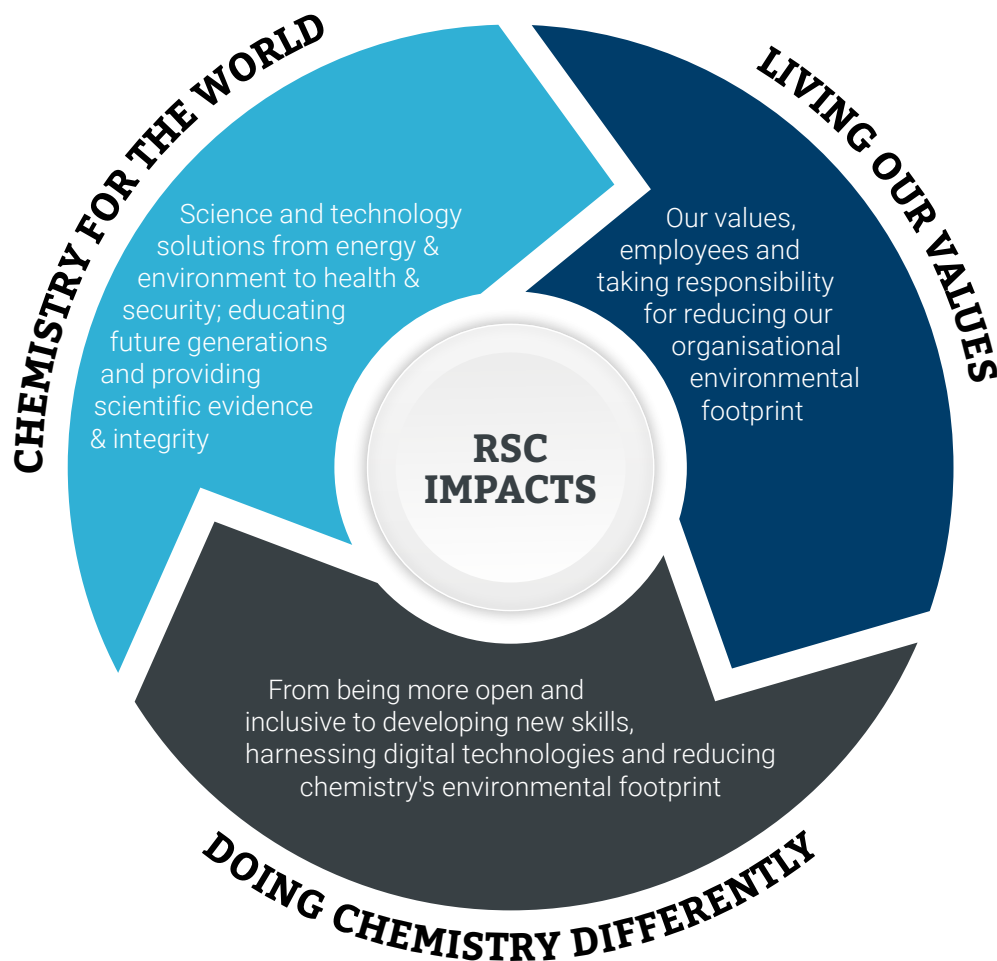 CHEMISTRY FOR THE WORLD
Science and technology
solutions from energy &
environment to health &
security; educating
future generations
and providing
scientific evidence
& integrity
LIVING OUR VALUES
Our values,
employees and
taking responsibility
for reducing our
organisational
environmental
footprint
RSC
IMPACTS
From being more open and
inclusive to developing new skills,
harnessing digital technologies and reducing
chemistry's environmental footprint
DOING CHEMISTRY DIFFERENTLY